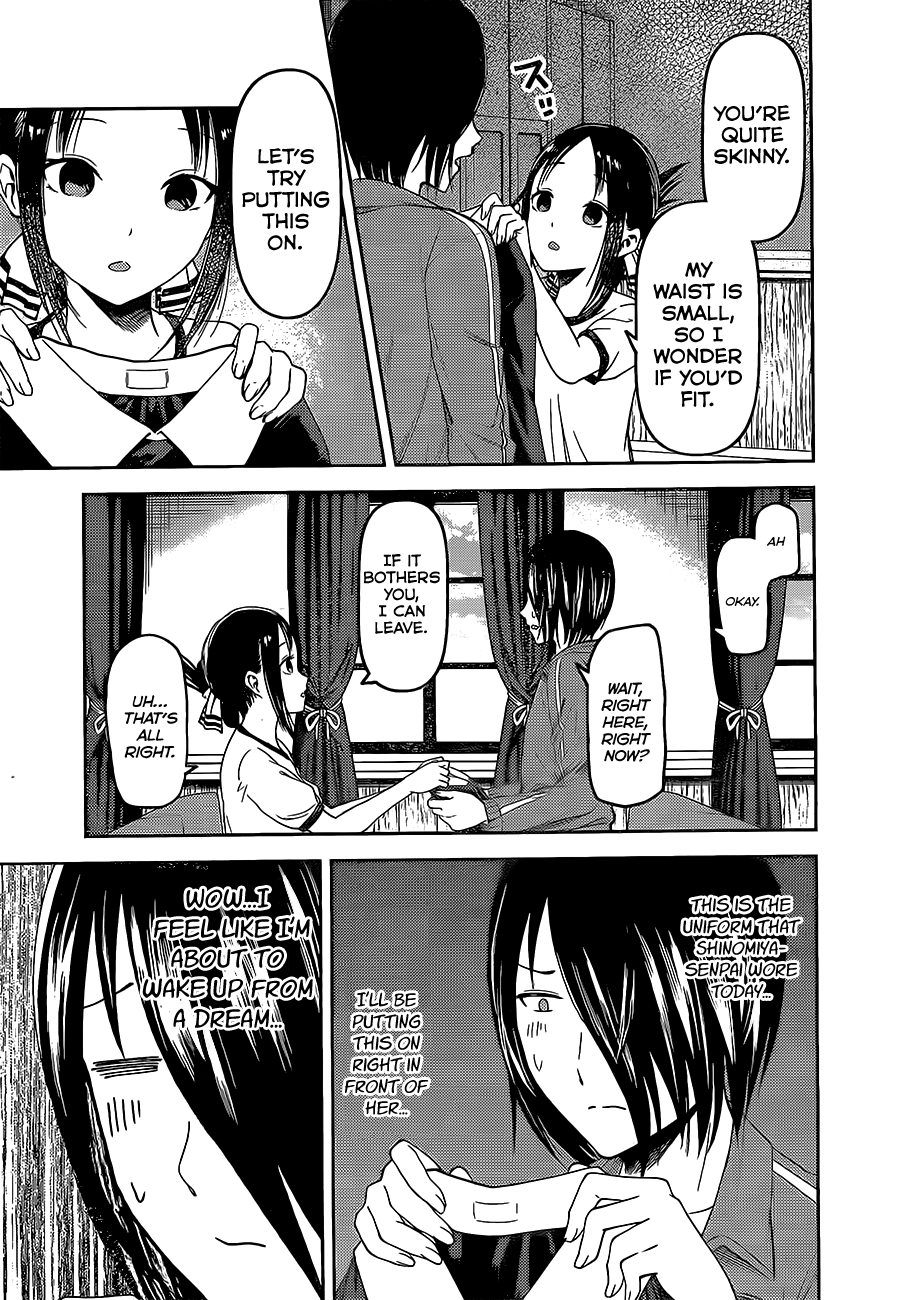 YOU'RE
QUITE
SKINNY.
MY
WAIST IS
SMALL,
SO I
WONDER
IF YOU'D
FIT.
スッ
LET'S
TRY
PUTTING
THIS
ON.
AH
OKAY.
WAIT,
RIGHT
HERE,
RIGHT
NOW?
IF IT
BOTHERS
YOU,
I CAN
LEAVE.
UH...
THAT'S
ALL
RIGHT.
THIS IS THE
UNIFORM THAT
SHINOMIYA-
SENPAI WORE
TODAY...
I'LL BE
PUTTING
THIS ON
RIGHT IN
FRONT OF
HER...
WOW...I
FEEL LIKE I'M
ABOUT TO
WAKE UP FROM
A DREAM...